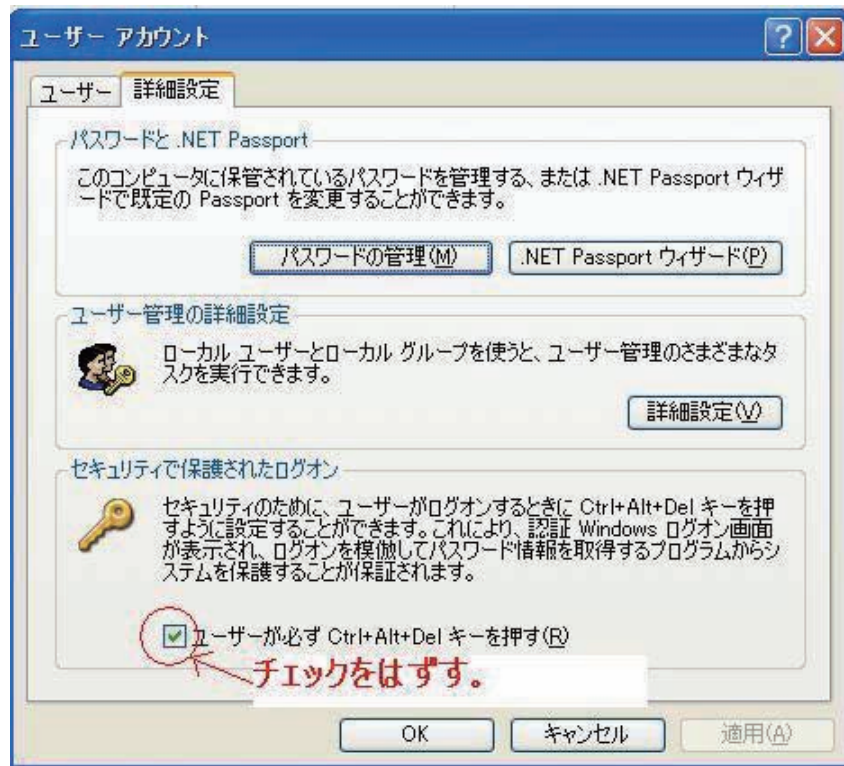 ユーザー アカウント
ユーザー 詳細設定
パスワードと .NET Passport
このコンピュータに保管されているパスワードを管理する、または .NET Passport ウィザ
ードで既定の Passport を変更することができます。
パスワードの管理(M) .NET Passport ウィザード(P)
ユーザー管理の詳細設定
ローカル ユーザーとローカル グループを使うと、ユーザー管理のさまざまなタ
スクを実行できます。
詳細設定(V)
セキュリティで保護されたログオン
セキュリティのために、ユーザーがログオンするときに Ctrl+Alt+Del キーを押
すように設定することができます。これにより、認証 Windows ログオン画面
が表示され、ログオンを模倣してパスワード情報を取得するプログラムからシ
ステムを保護することが保証されます。
ユーザーが必ず Ctrl+Alt+Del キーを押す(R)
チェックをはずす。
OK キャンセル 適用(A)